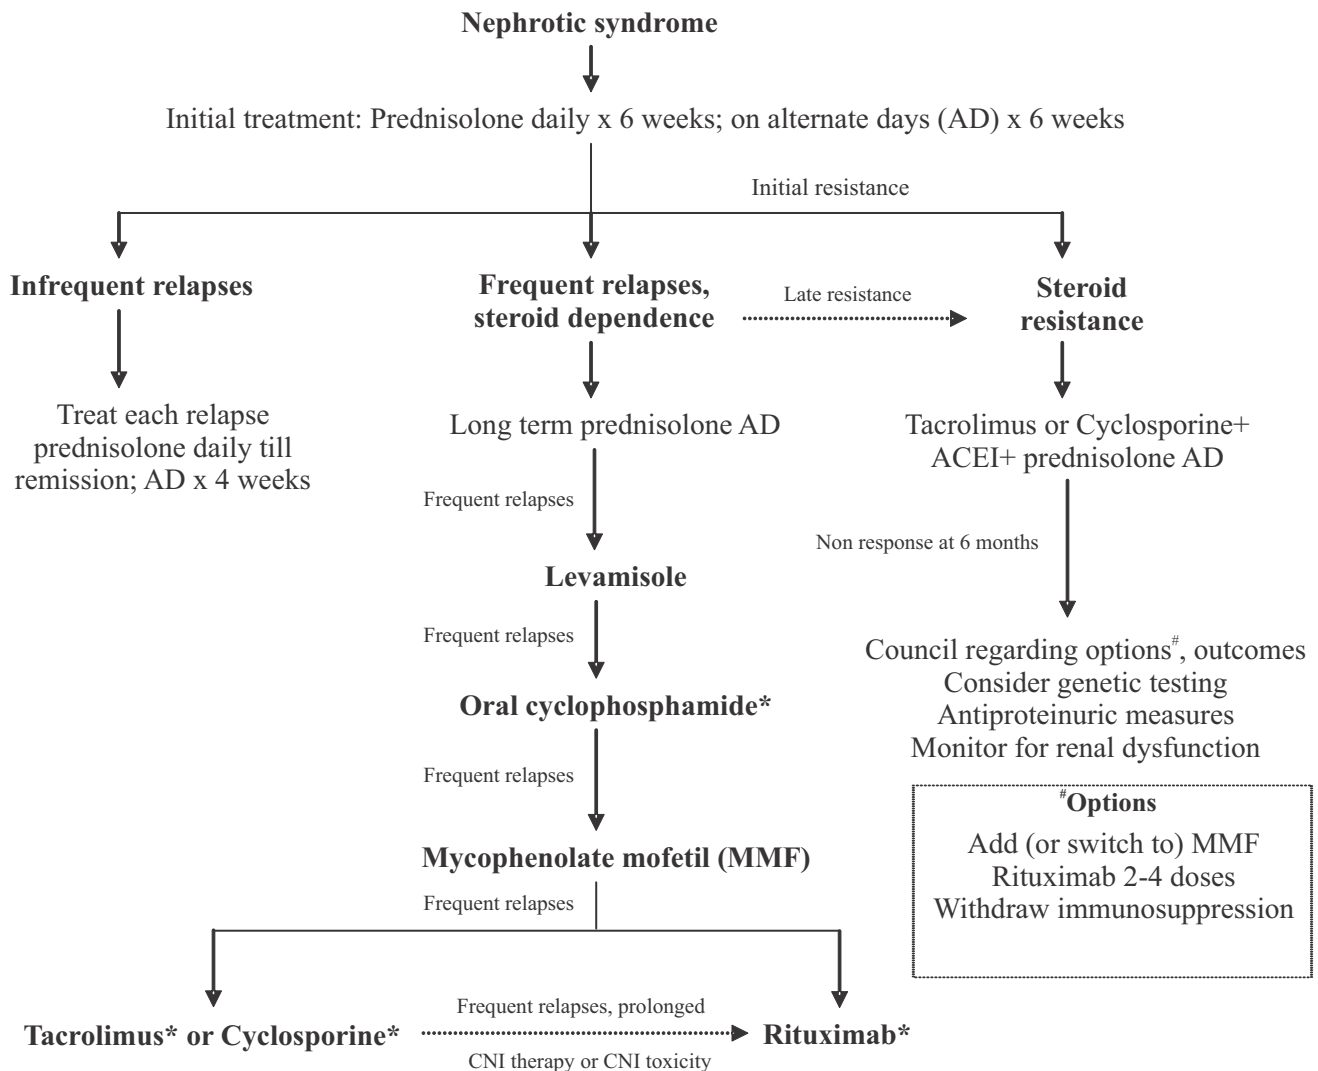 Nephrotic syndrome
Initial treatment: Prednisolone daily x 6 weeks; on alternate days (AD) x 6 weeks
Initial resistance
Infrequent relapses
Frequent relapses,
steroid dependence
Late resistance
Steroid
resistance
Treat each relapse
prednisolone daily till
remission; AD x 4 weeks
Long term prednisolone AD
Tacrolimus or Cyclosporine+
ACEI+ prednisolone AD
Frequent relapses
Non response at 6 months
Levamisole
Frequent relapses
Oral cyclophosphamide*
Frequent relapses
Mycophenolate mofetil (MMF)
Frequent relapses
Council regarding options#, outcomes
Consider genetic testing
Antiproteinuric measures
Monitor for renal dysfunction
#Options
Add (or switch to) MMF
Rituximab 2-4 doses
Withdraw immunosuppression
Tacrolimus* or Cyclosporine*
Frequent relapses, prolonged
CNI therapy or CNI toxicity
Rituximab*